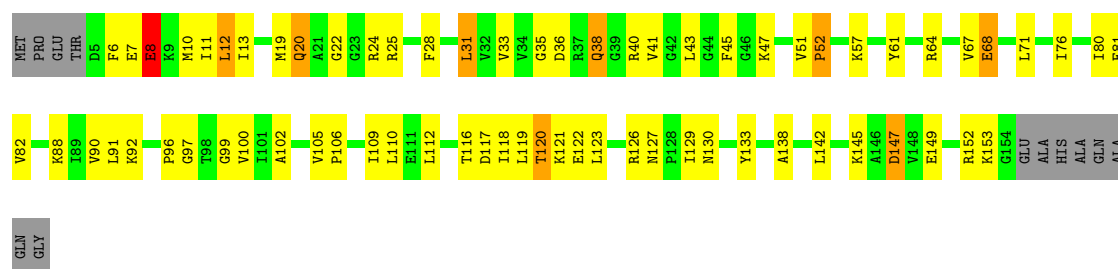 MET PRO GLU THR D5 F6 E7 E8 K9 M10 I11 L12 I13 M19 Q20 A21 G22 G23 R24 R25 F28 L31 V32 V33 V34 G35 D36 R37 Q38 G39 R40 V41 G42 L43 G44 F45 G46 K47 V51 P52 K57 Y61 R64 V67 E68 L71 I76 I80 E81
V82 K88 I89 V90 L91 K92 P96 G97 T98 G99 V100 I101 A102 V105 P106 I109 L110 E111 L112 T116 D117 I118 L119 T120 K121 E122 L123 R126 N127 P128 I129 N130 Y133 A138 L142 K145 A146 D147 V148 E149 R152 K153 G154 GLU ALA HIS ALA GLN ALA
GLN GLY